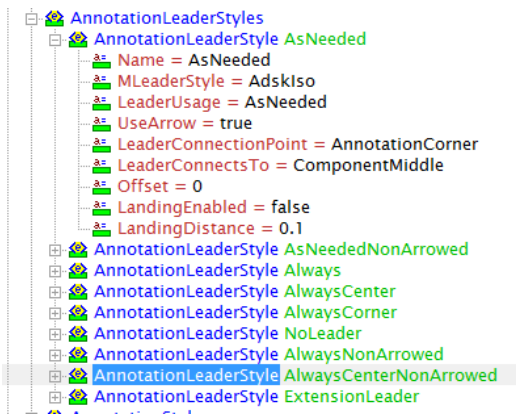 AnnotationLeaderStyles
AnnotationLeaderStyle AsNeeded
Name = AsNeeded
MLeaderStyle = AdskIso
LeaderUsage = AsNeeded
UseArrow = true
LeaderConnectionPoint = AnnotationCorner
LeaderConnectsTo = ComponentMiddle
Offset = 0
LandingEnabled = false
LandingDistance = 0.1
AnnotationLeaderStyle AsNeededNonArrowed
AnnotationLeaderStyle Always
AnnotationLeaderStyle AlwaysCenter
AnnotationLeaderStyle AlwaysCorner
AnnotationLeaderStyle NoLeader
AnnotationLeaderStyle AlwaysNonArrowed
AnnotationLeaderStyle AlwaysCenterNonArrowed
AnnotationLeaderStyle ExtensionLeader